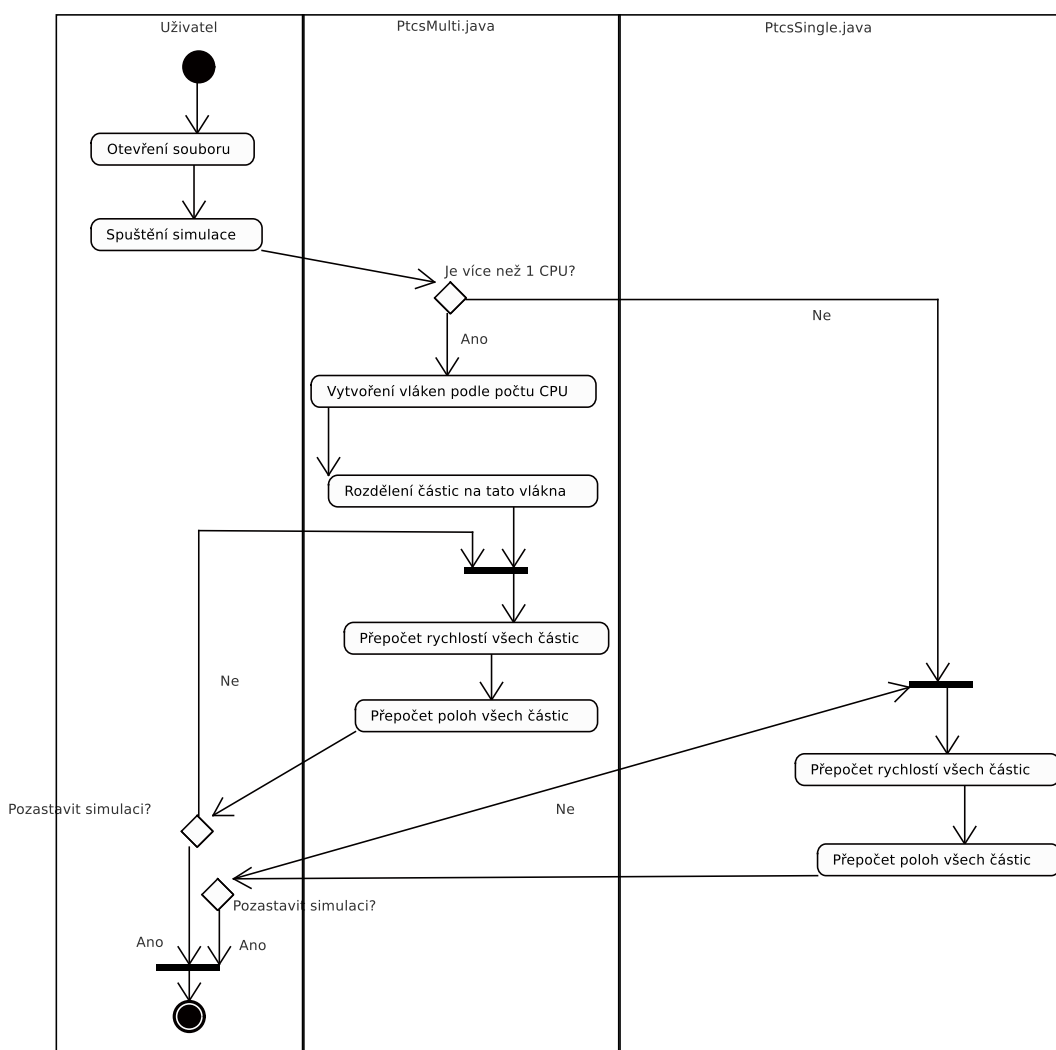 Uživatel
PtcsMulti.java
PtcsSingle.java
Otevření souboru
Spuštění simulace
Je více než 1 CPU?
Ne
Ano
Vytvoření vláken podle počtu CPU
Rozdělení částic na tato vlákna
Přepočet rychlostí všech částic
Ne
Přepočet poloh všech částic
Přepočet rychlostí všech částic
Pozastavit simulaci?
Ne
Přepočet poloh všech částic
Pozastavit simulaci?
Ano
Ano